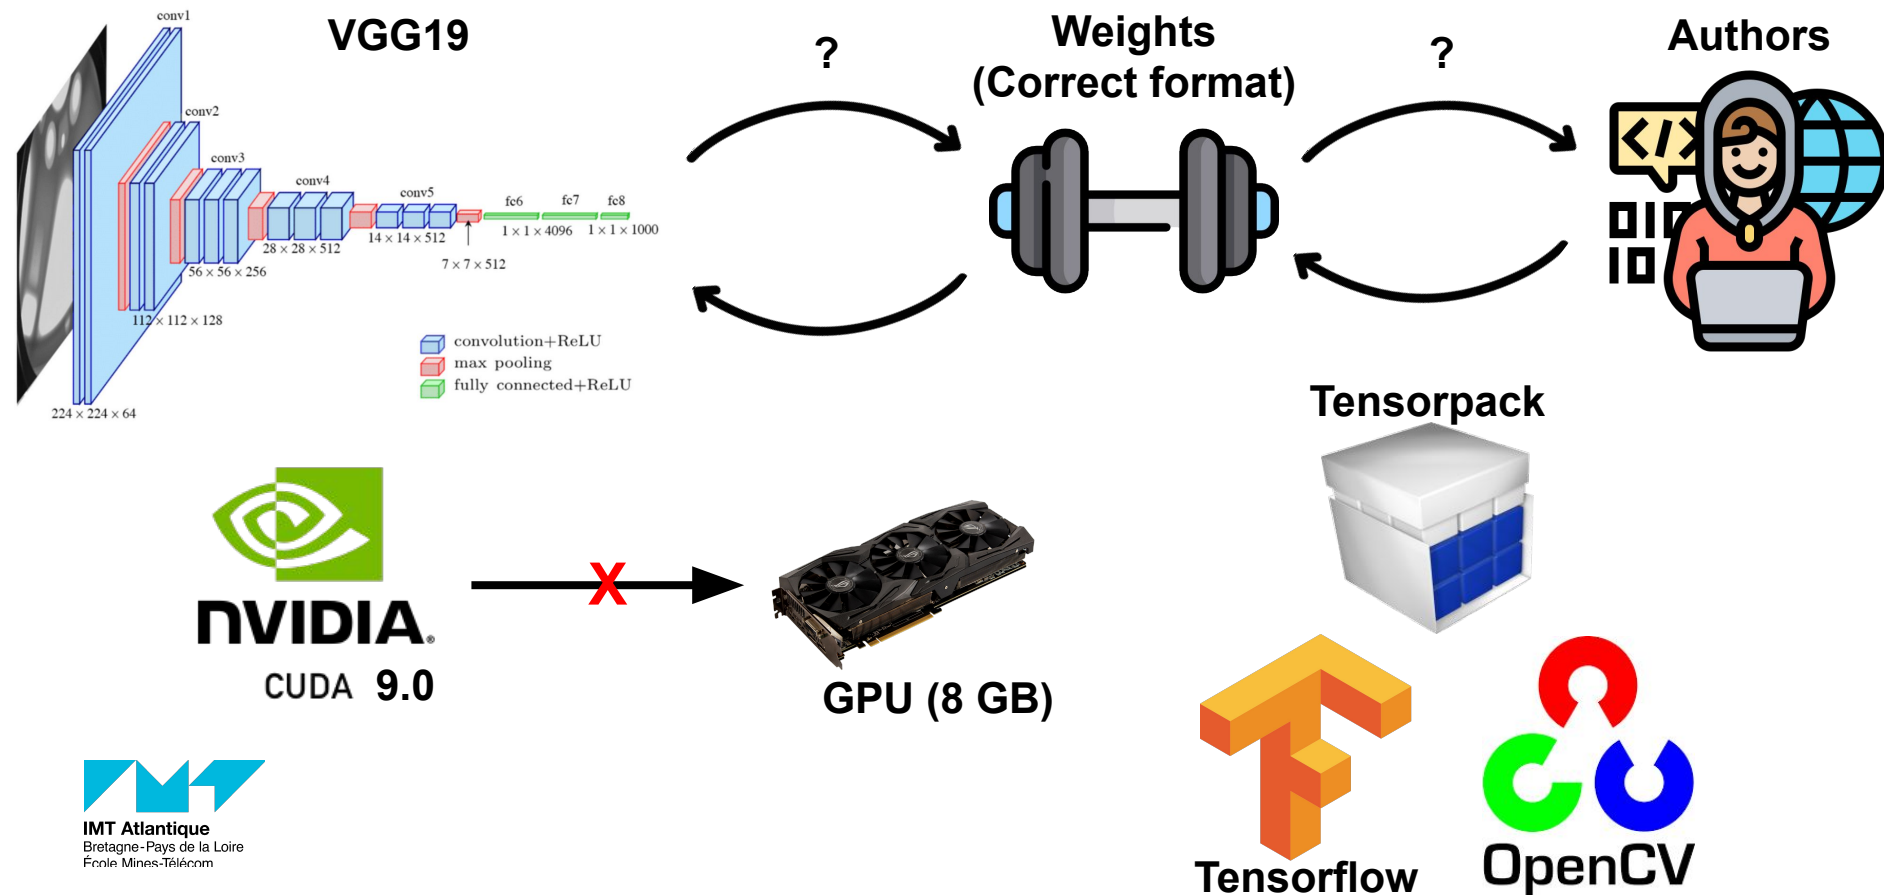 VGG19
conv1
conv2
conv3
conv4
conv5
fc6
fc7
fc8
1 × 1 × 4096
1 × 1 × 1000
14 × 14 × 512
28 × 28 × 512
7 × 7 × 512
56 × 56 × 256
112 × 112 × 128
224 × 224 × 64
convolution+ReLU
max pooling
fully connected+ReLU
?
Weights
(Correct format)
?
Authors
</>
010
10
Tensorpack
NVIDIA.
CUDA 9.0
X
GPU (8 GB)
Tensorflow
OpenCV
IMT Atlantique
Bretagne-Pays de la Loire
École Mines-Télécom